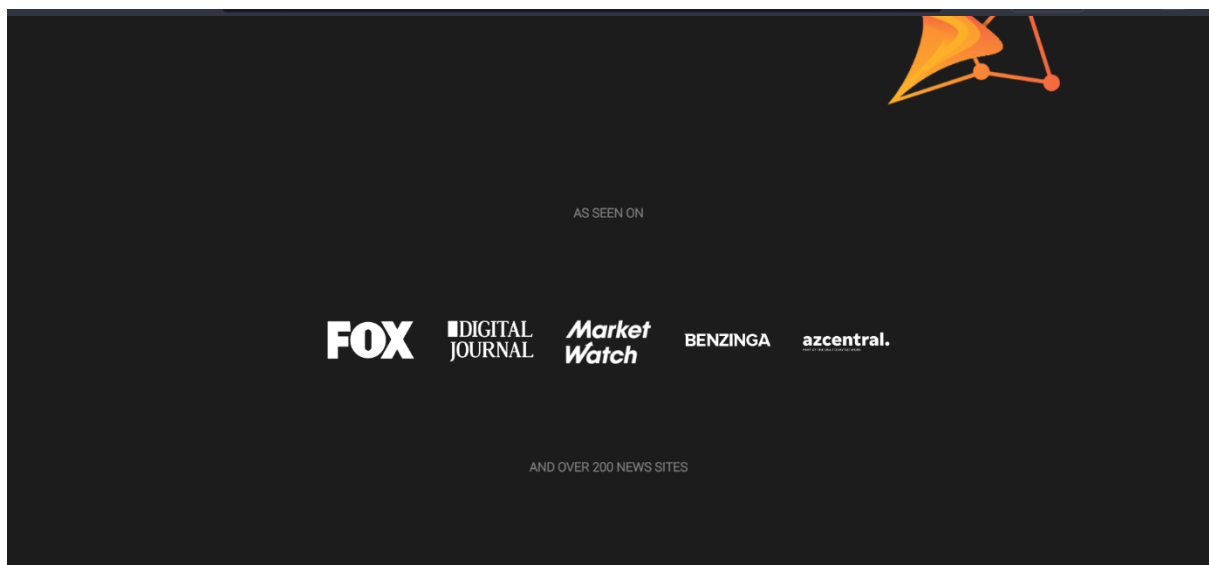 AS SEEN ON
FOX
DIGITAL
JOURNAL
Market
Watch
BENZINGA
azcentral.
AND OVER 200 NEWS SITES